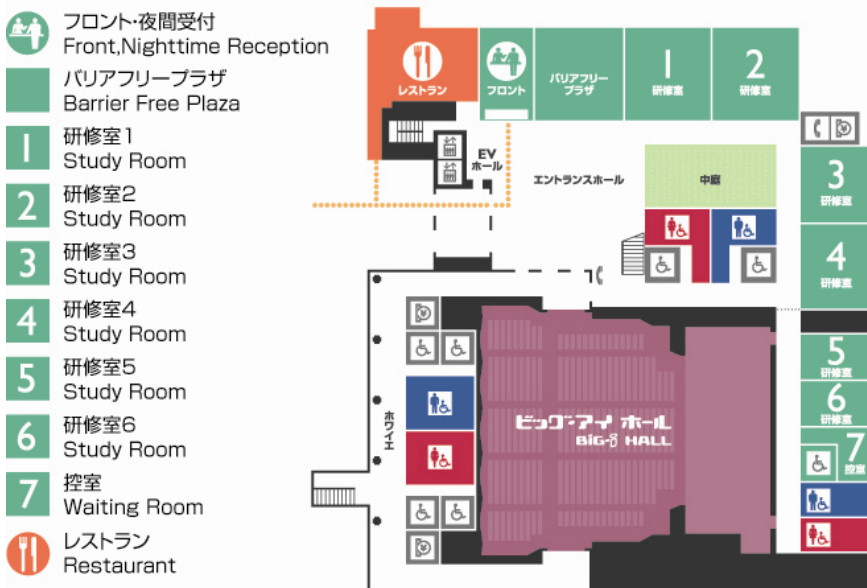 フロント・夜間受付
Front,Nighttime Reception
バリアフリープラザ
Barrier Free Plaza
1
研修室1
Study Room
2
研修室2
Study Room
3
研修室3
Study Room
4
研修室4
Study Room
5
研修室5
Study Room
6
研修室6
Study Room
7
控室
Waiting Room
レストラン
Restaurant
レストラン
フロント
バリアフリー
プラザ
1
研修室
2
研修室
EV
ホール
エントランスホール
中庭
3
研修室
4
研修室
5
研修室
6
研修室
7
控室
ホワイエ
ビッグ・アイ ホール
BiG-i HALL